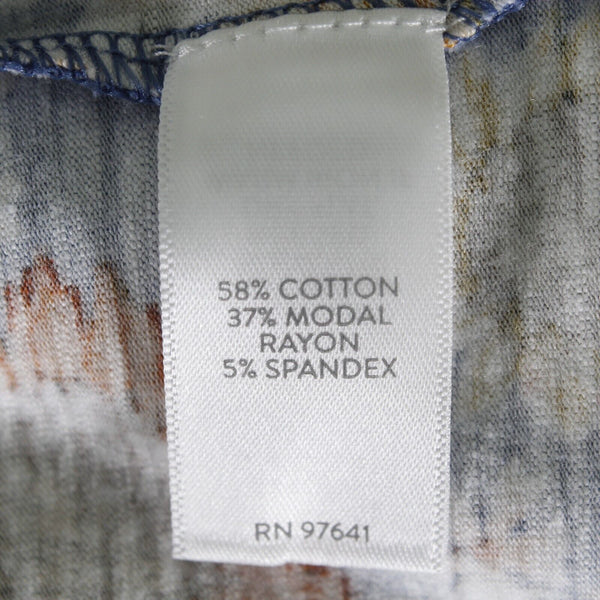 58% COTTON
37% MODAL
RAYON
5% SPANDEX
RN 97641